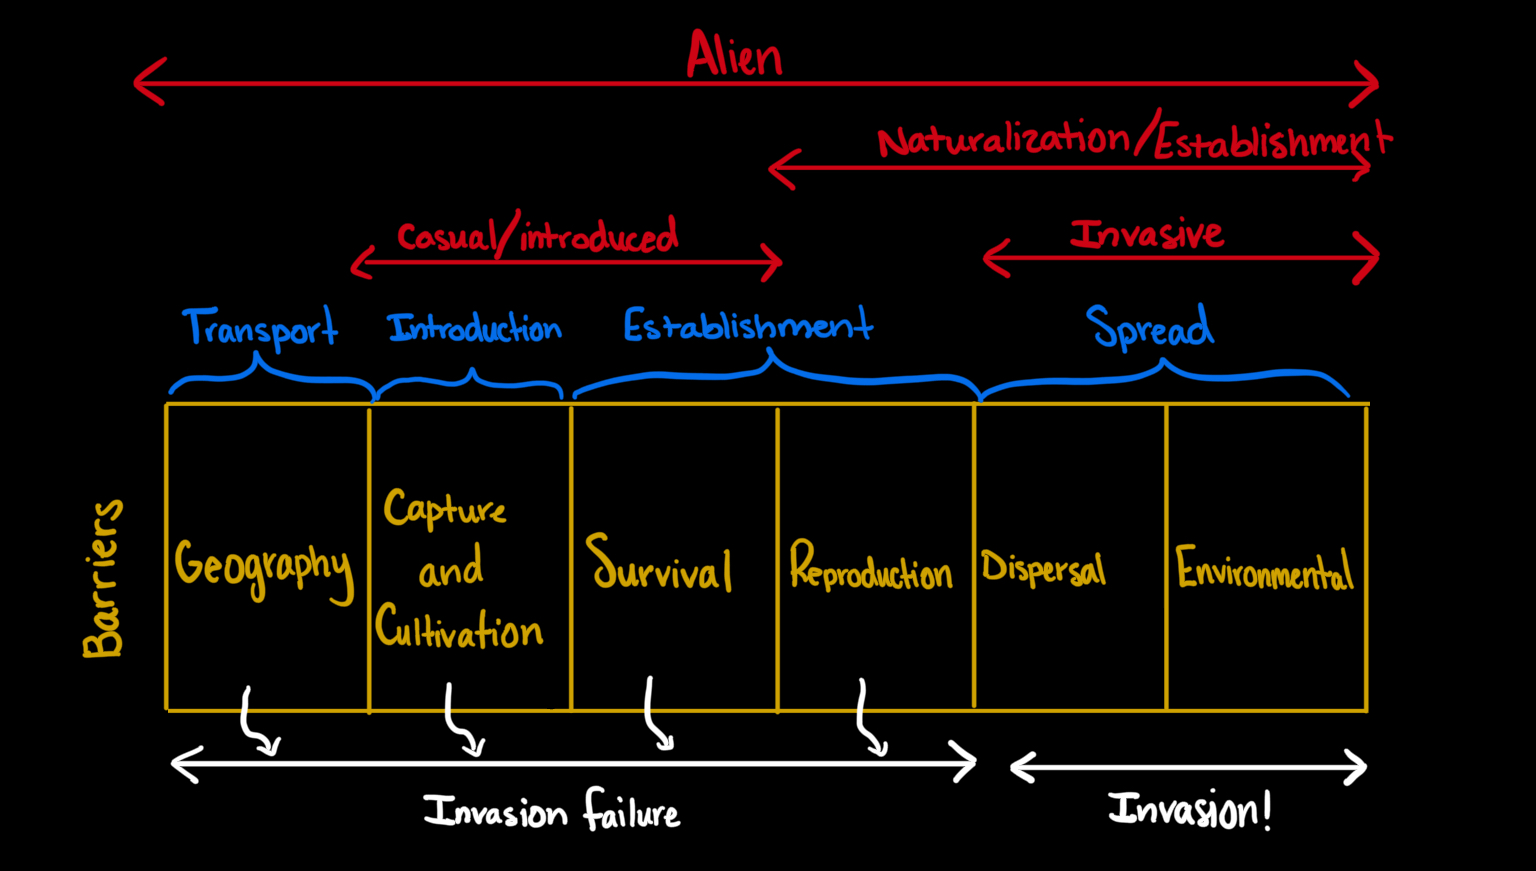 Alien
Naturalization/Establishment
Casual/introduced
Invasive
Transport
Introduction
Establishment
Spread
Barriers
Geography
Capture
and
Cultivation
Survival
Reproduction
Dispersal
Environmental
Invasion failure
Invasion!